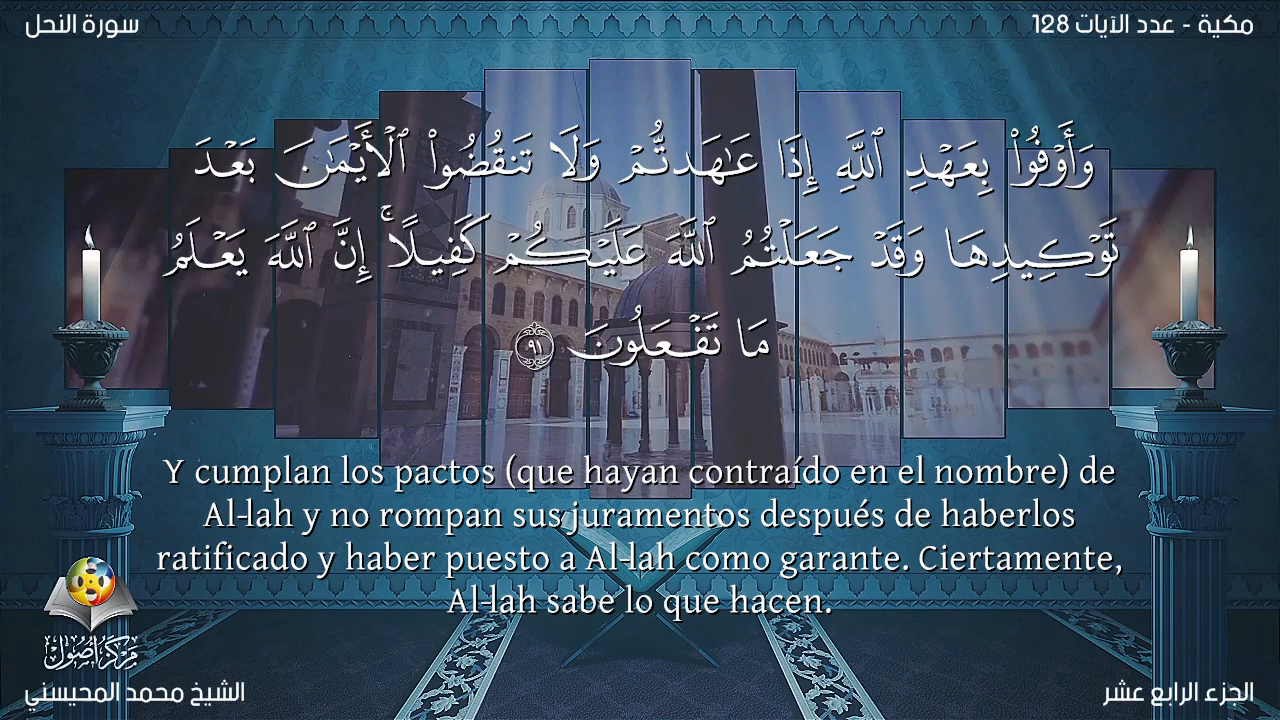 سورة النحل
مكية - عدد الآيات 128
وَأَوْفُوا۟ بِعَهْدِ ٱللَّهِ إِذَا عَـٰهَدتُّمْ وَلَا تَنقُضُوا۟ ٱلْأَيْمَـٰنَ بَعْدَ
تَوْكِيدِهَا وَقَدْ جَعَلْتُمُ ٱللَّهَ عَلَيْكُمْ كَفِيلًا ۚ إِنَّ ٱللَّهَ يَعْلَمُ
مَا تَفْعَلُونَ ٩١
Y cumplan los pactos (que hayan contraído en el nombre) de
Al-lah y no rompan sus juramentos después de haberlos
ratificado y haber puesto a Al-lah como garante. Ciertamente,
Al-lah sabe lo que hacen.
مركز أصول
الشيخ محمد المحيسني
الجزء الرابع عشر